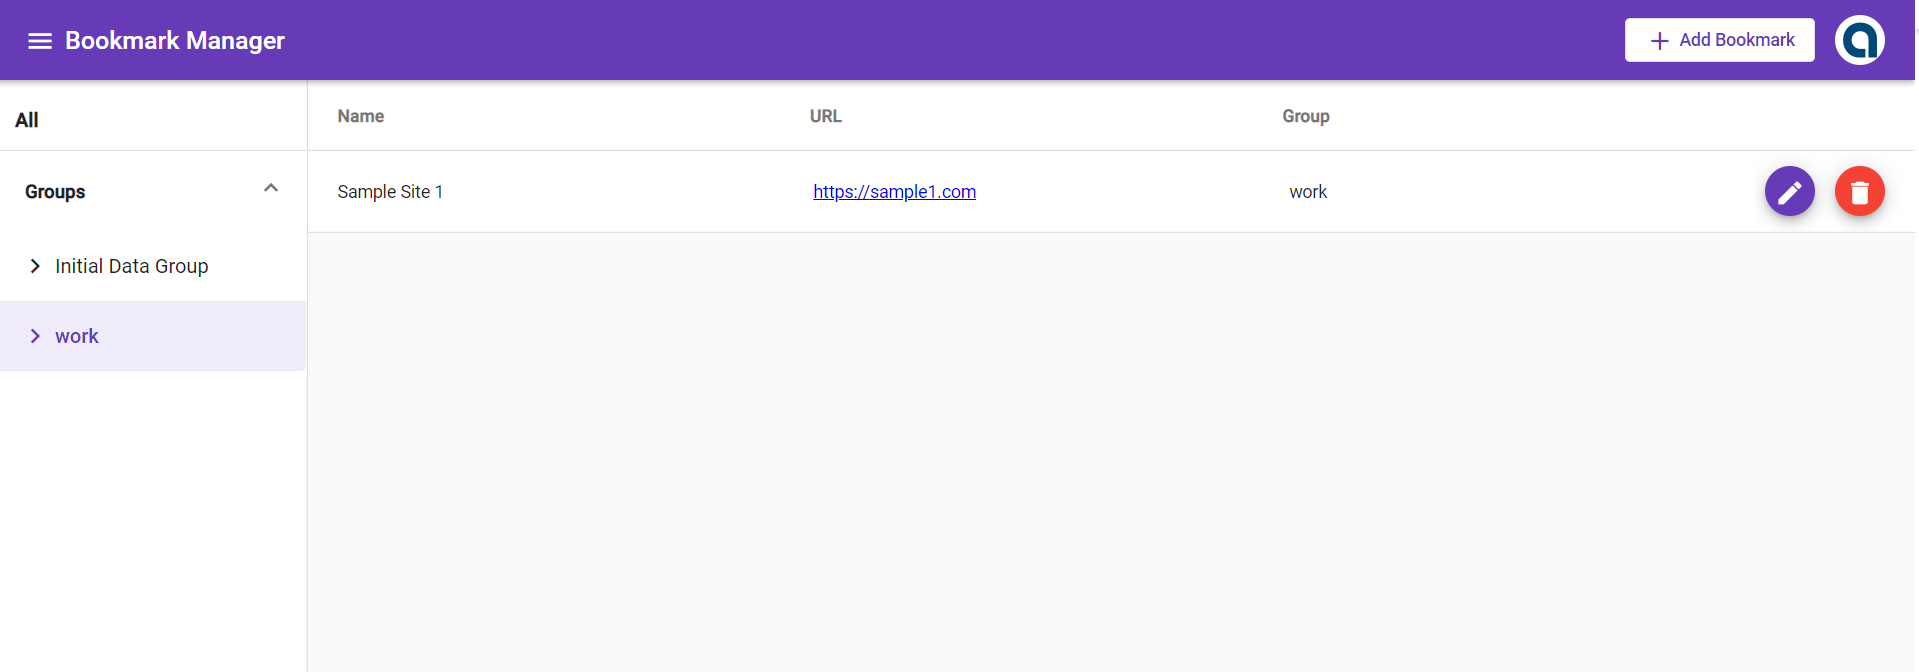 Bookmark Manager
Add Bookmark
All
Groups
Initial Data Group
work
Name URL Group
Sample Site 1 https://sample1.com work